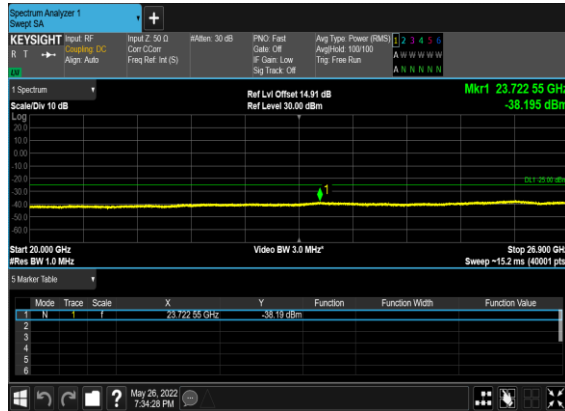 Spectrum Analyzer 1
Swept SA
KEYSIGHT Input: RF Input Z: 50 Ω #Atten: 30 dB PNO: Fast Avg Type: Power (RMS) 1 2 3 4 5 6
R T Coupling: DC Corr CCorr Gate: Off Avg|Hold: 100/100 A W W W W W
Align: Auto Freq Ref: Int (S) IF Gain: Low Trig: Free Run
Sig Track: Off A N N N N N
1 Spectrum Ref Lvl Offset 14.91 dB Mkr1 23.722 55 GHz
Scale/Div 10 dB Ref Level 30.00 dBm -38.195 dBm
Log
20.0
10.0
0.00
-10.0
-20.0
DL1 -25.00 dBm
-30.0
1
-40.0
-50.0
-60.0
Start 20.000 GHz Video BW 3.0 MHz* Stop 26.900 GHz
#Res BW 1.0 MHz Sweep ~15.2 ms (40001 pts)
5 Marker Table
Mode Trace Scale X Y Function Function Width Function Value
1 N 1 f 23.722 55 GHz -38.19 dBm
2
3
4
5
6
? May 26, 2022
7:34:28 PM